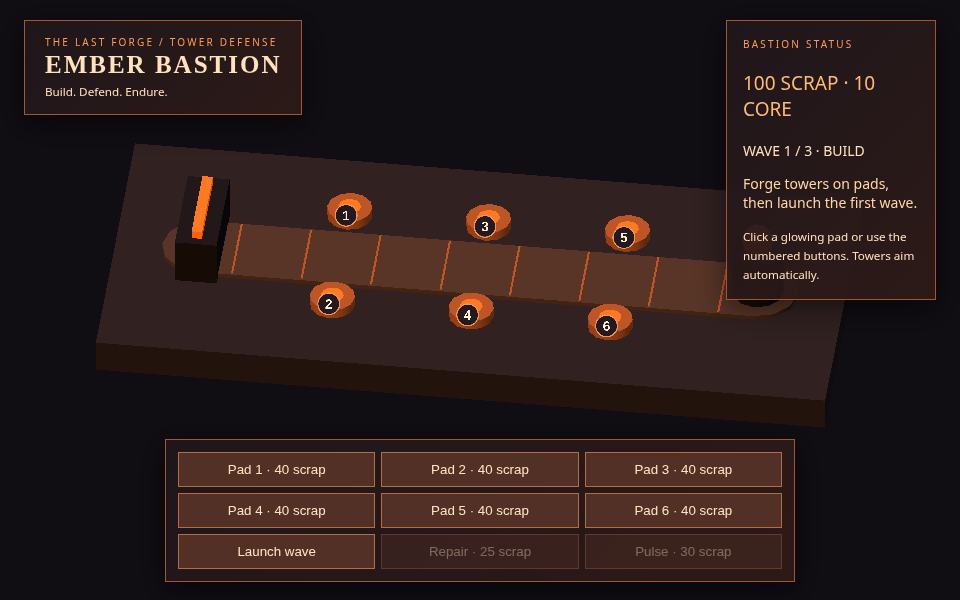 THE LAST FORGE / TOWER DEFENSE
EMBER BASTION
Build. Defend. Endure.
BASTION STATUS
100 SCRAP · 10
CORE
WAVE 1 / 3 · BUILD
Forge towers on pads,
then launch the first wave.
Click a glowing pad or use the
numbered buttons. Towers aim
automatically.
1
3
5
2
4
6
Pad 1 · 40 scrap
Pad 2 · 40 scrap
Pad 3 · 40 scrap
Pad 4 · 40 scrap
Pad 5 · 40 scrap
Pad 6 · 40 scrap
Launch wave
Repair · 25 scrap
Pulse · 30 scrap